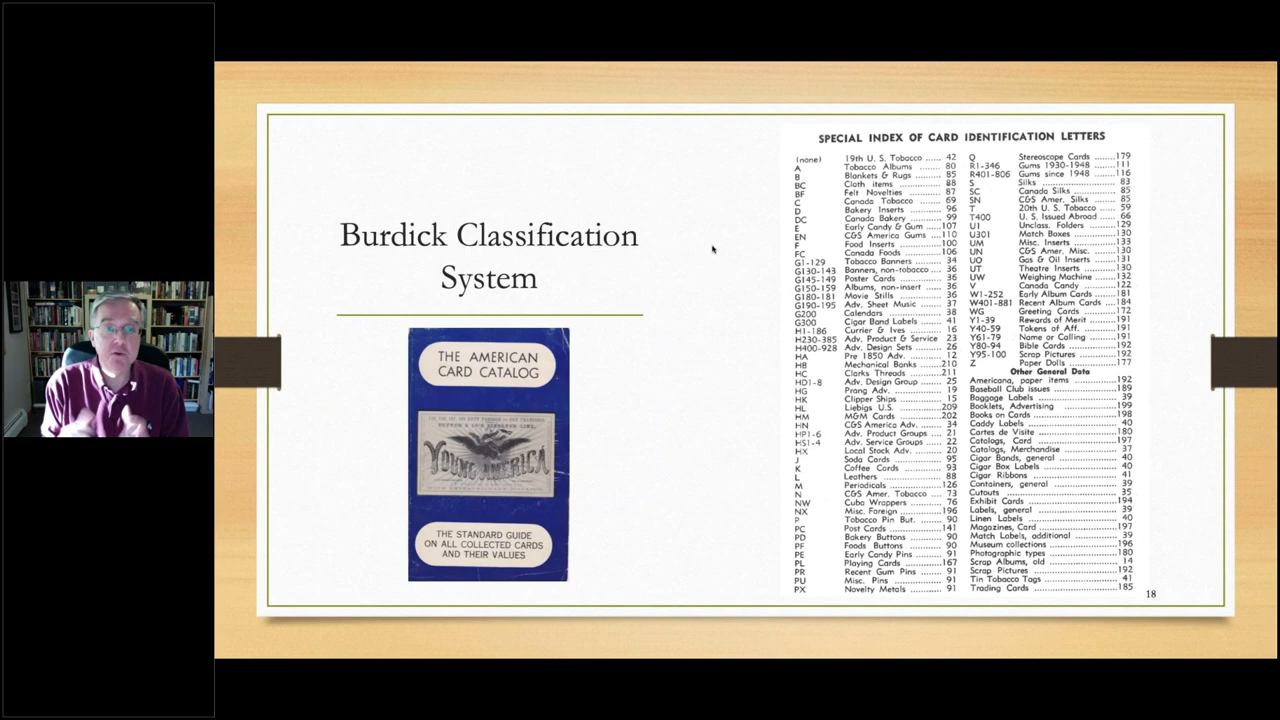 Burdick Classification
System
THE AMERICAN
CARD CATALOG
YOUNG AMERICA
THE STANDARD GUIDE
ON ALL COLLECTED CARDS
AND THEIR VALUES
SPECIAL INDEX OF CARD IDENTIFICATION LETTERS
(none) 19th U. S. Tobacco ..... 42
A Tobacco Albums ... 80
B Blankets & Rugs .... 85
BC Cloth items ....... 88
BF Felt Novelties ..... 87
C Canada Tobacco ... 69
D Bakery Inserts ..... 96
DC Canada Bakery .... 99
E Early Candy & Gum ...107
EN C&S America Gums ...110
F Food Inserts .......100
FC Canada Foods .....106
G1-129 Tobacco Banners .... 34
G130-143 Banners, non-tobacco ... 36
G145-149 Poster Cards ...... 36
G150-159 Albums, non-insert ... 36
G180-181 Movie Stills ....... 36
G190-195 Adv. Sheet Music ... 37
G200 Calendars ........ 38
G300 Cigar Band Labels ... 41
H1-186 Currier & Ives ..... 16
H230-385 Adv. Product & Service 23
H400-928 Adv. Design Sets ... 26
HA Pre 1850 Adv. .... 12
HB Mechanical Banks ...210
HC Clarks Threads ....211
HD1-8 Adv. Design Group ... 25
HG Prang Adv. ....... 19
HK Clipper Ships ..... 15
HL Liebigs U.S. ......209
HM M&M Cards .......202
HN C&S America Adv. ... 34
HP1-6 Adv. Product Groups ... 21
HS1-4 Adv. Service Groups ... 22
HX Local Stock Adv. ... 20
J Soda Cards ....... 95
K Coffee Cards ...... 93
L Leathers ......... 88
M Periodicals .......126
N C&S Amer. Tobacco ... 73
NW Cuba Wrappers .... 76
NX Misc. Foreign .....196
P Tobacco Pin But. ... 90
PC Post Cards .......141
PD Bakery Buttons .... 90
PF Foods Buttons ..... 90
PE Early Candy Pins ... 91
PL Playing Cards .....167
PR Recent Gum Pins ... 91
PU Misc. Pins ....... 91
PX Novelty Metals .... 91
Q Stereoscope Cards .......179
R1-346 Gums 1930-1948 ........111
R401-806 Gums since 1948 ........116
S Silks ................. 83
SC Canada Silks .......... 85
SN C&S Amer. Silks ........ 85
T 20th U.S. Tobacco ....... 59
T400 U. S. Issued Abroad ..... 66
U1 Unclass. Folders ........129
U301 Match Boxes ..........130
UM Misc. Inserts ..........133
UN C&S Amer. Misc. ........130
UO Gas & Oil Inserts .......131
UT Theatre Inserts ........130
UW Weighing Machine .......132
V Canada Candy ..........122
W1-252 Early Album Cards ......181
W401-881 Recent Album Cards ....184
WG Greeting Cards .........172
Y1-39 Rewards of Merit .......191
Y40-59 Tokens of Aff. .........191
Y61-79 Name or Calling ........191
Y80-94 Bible Cards ............192
Y95-100 Scrap Pictures .........192
Z Paper Dolls ............177
Other General Data
Americana, paper items ...............192
Baseball Club issues .................189
Baggage Labels ..................... 39
Booklets, Advertising ................199
Books on Cards .....................198
Caddy Labels ....................... 40
Cartes de Visite .....................180
Catalogs, Card ......................197
Catalogs, Merchandise ............... 37
Cigar Bands, general ................. 40
Cigar Box Labels .................... 40
Cigar Ribbons ...................... 41
Containers, general .................. 39
Cutouts ........................... 35
Exhibit Cards ......................194
Labels, general ..................... 39
Linen Labels ....................... 40
Magazines, Card ....................197
Match Labels, additional .............. 39
Museum collections ..................196
Photographic types ..................180
Scrap Albums, old ................... 14
Scrap Pictures .....................192
Tin Tobacco Tags ................... 41
Trading Cards ......................185
18